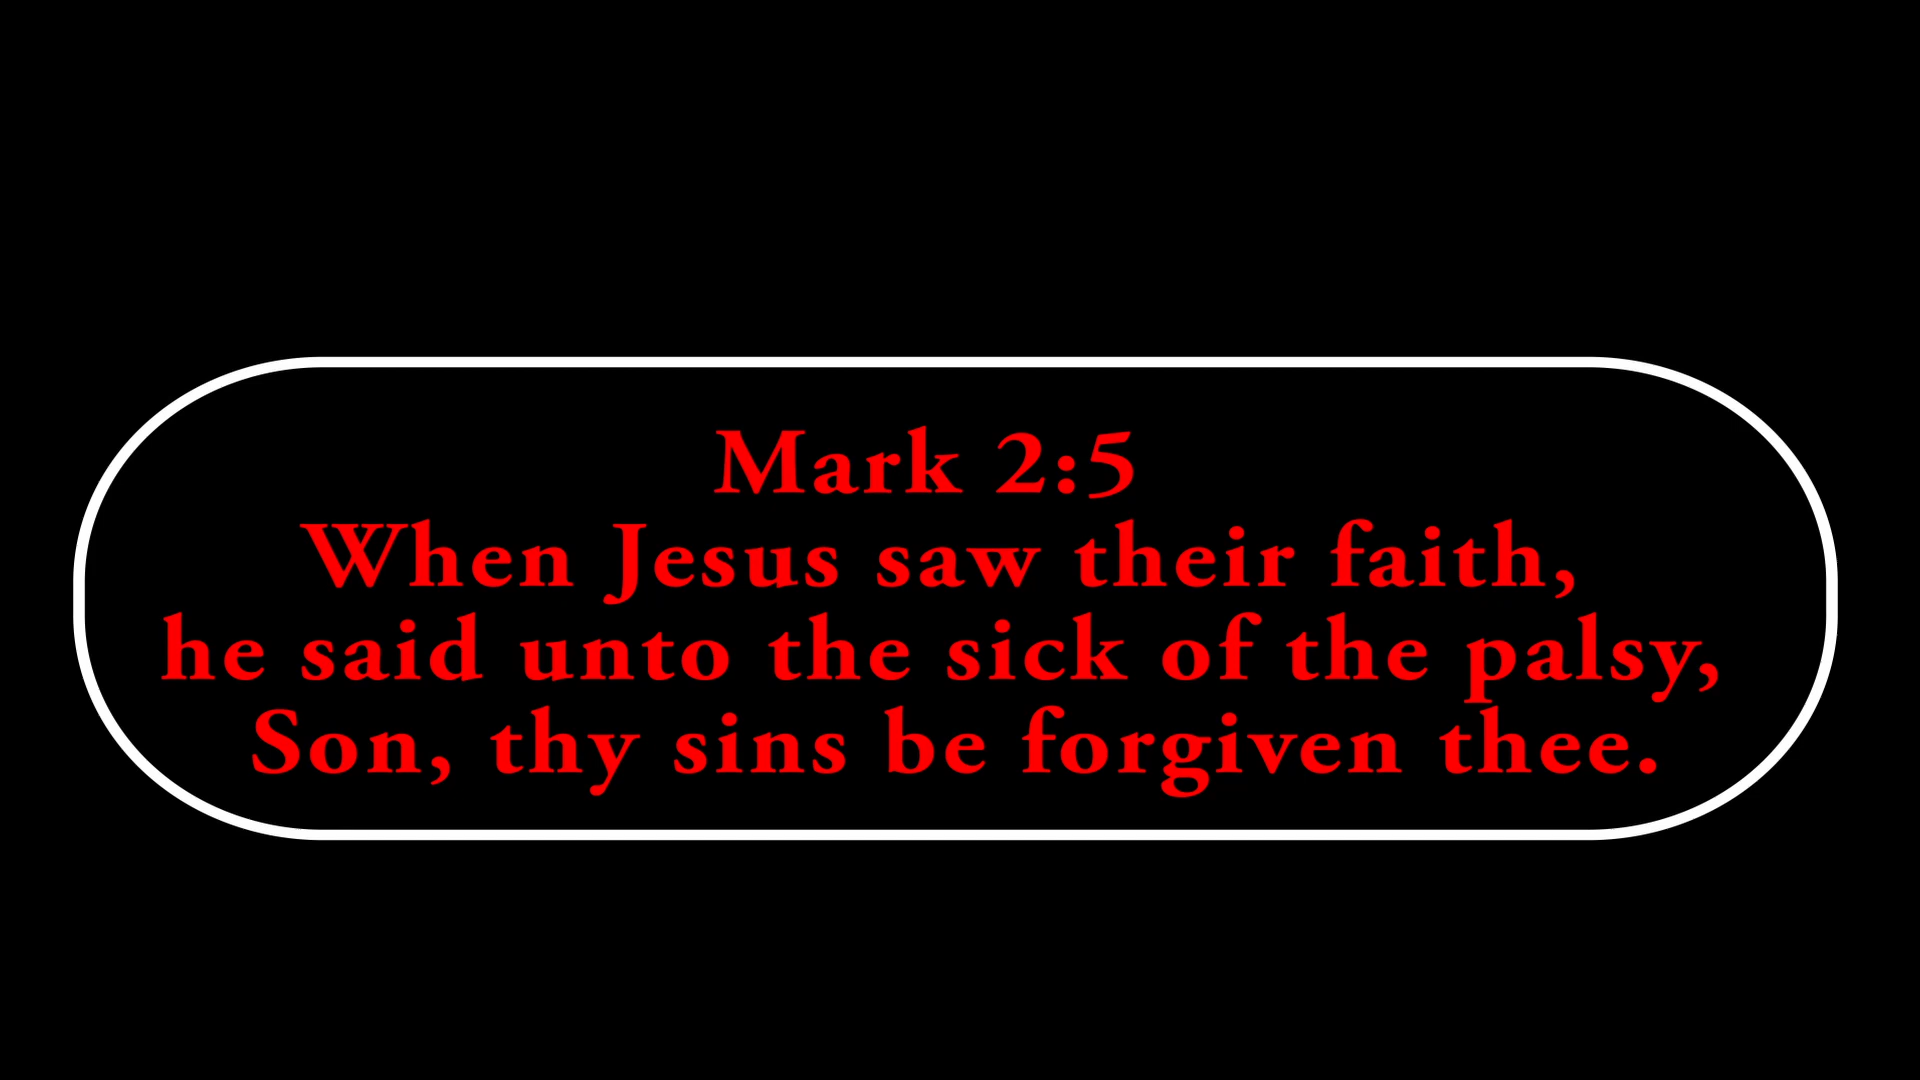 Mark 2:5
When Jesus saw their faith,
he said unto the sick of the palsy,
Son, thy sins be forgiven thee.